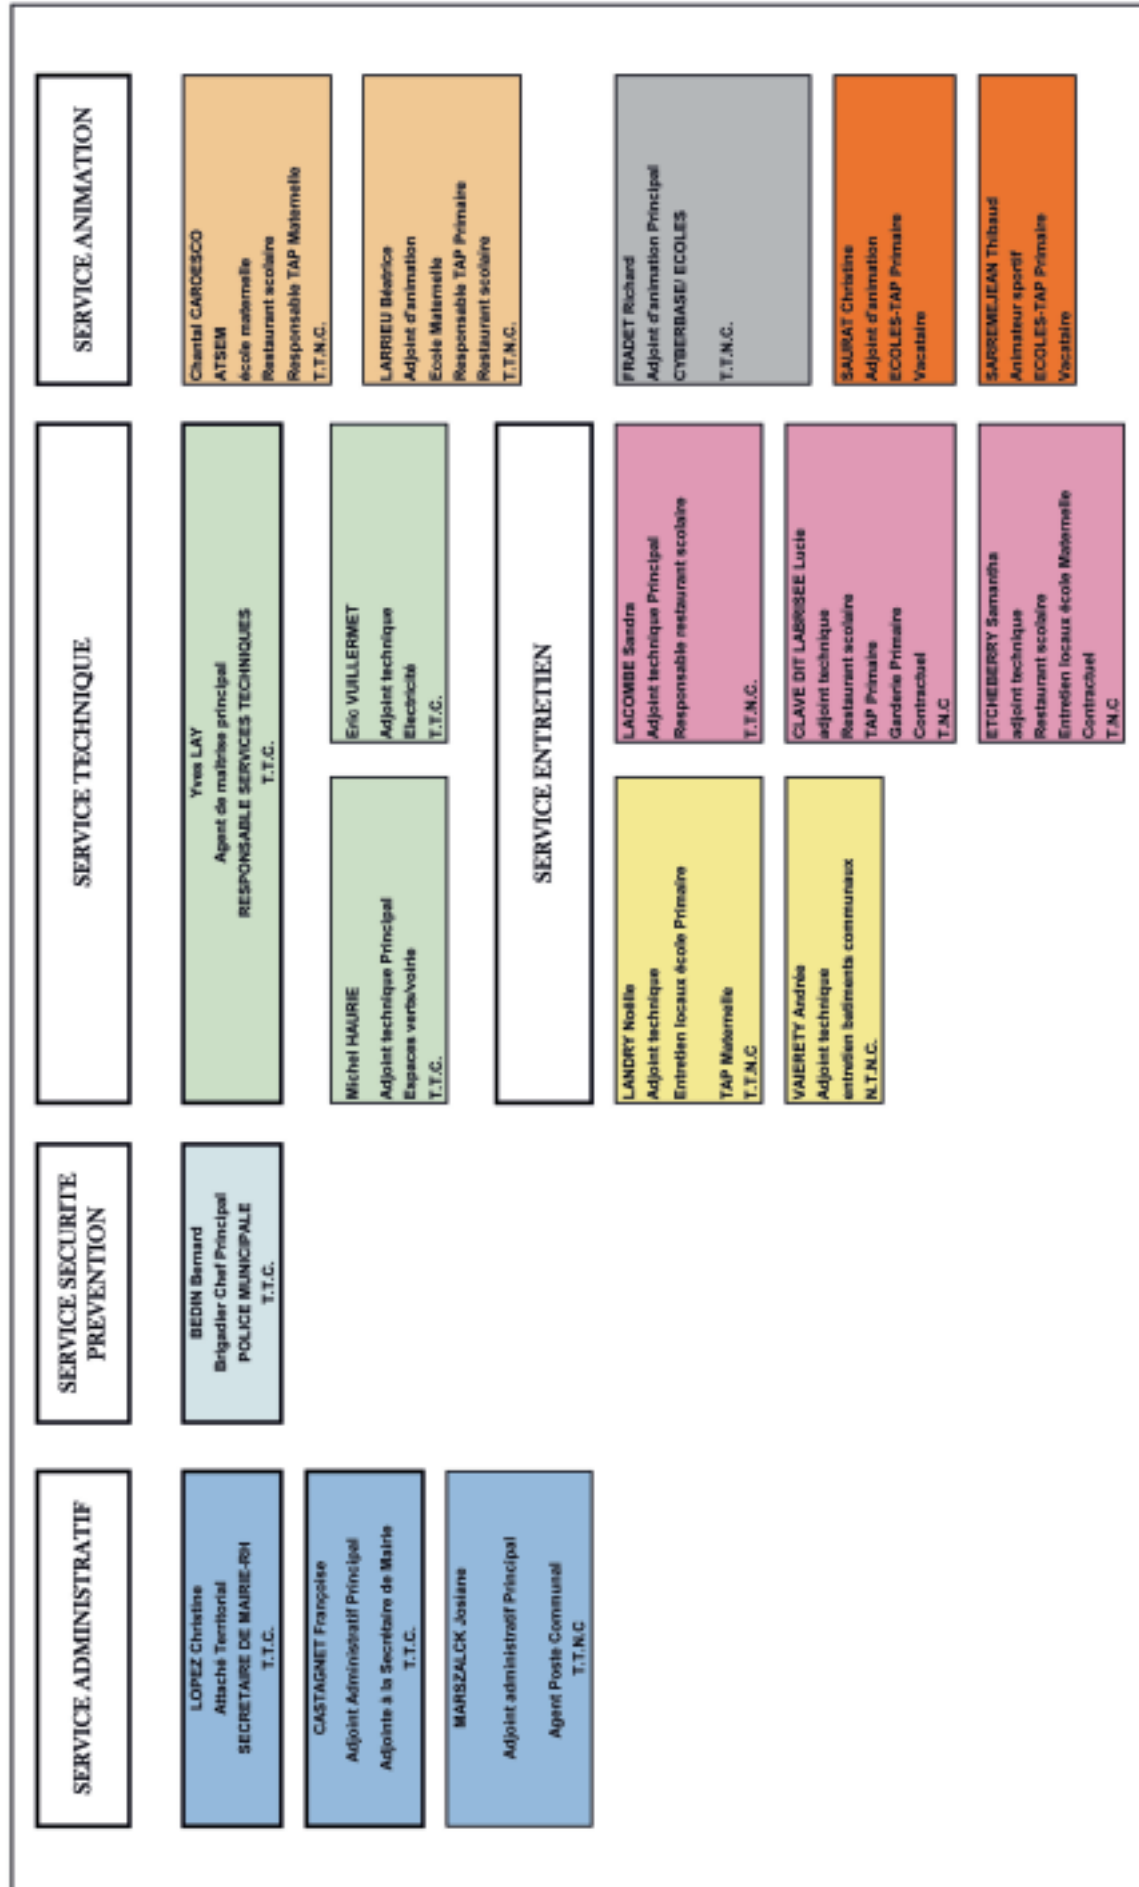 SERVICE ADMINISTRATIF
LOPEZ Christine
Attaché Territorial
SECRETAIRE DE MAIRIE-RH
T.T.C.
CASTAGNET Françoise
Adjoint Administratif Principal
Adjointe à la Secrétaire de Mairie
T.T.C.
MARSZALCK Josiane
Adjoint administratif Principal
Agent Poste Communal
T.T.N.C
SERVICE SECURITE
PREVENTION
BEDIN Bernard
Brigadier Chef Principal
POLICE MUNICIPALE
T.T.C.
SERVICE TECHNIQUE
Yves LAY
Agent de maîtrise principal
RESPONSABLE SERVICES TECHNIQUES
T.T.C.
Michel HAURIE
Adjoint technique Principal
Espaces verts/voirie
T.T.C.
Eric VUILLERMET
Adjoint technique
Electricité
T.T.C.
SERVICE ENTRETIEN
LANDRY Noëlle
Adjoint technique
Entretien locaux école Primaire
TAP Maternelle
T.T.N.C
VAIERETY Andrée
Adjoint technique
entretien batiments communaux
N.T.N.C.
LACOMBE Sandra
Adjoint technique Principal
Responsable restaurant scolaire
T.T.N.C.
CLAVE DIT LABRISEE Lucie
adjoint technique
Restaurant scolaire
TAP Primaire
Garderie Primaire
Contractuel
T.N.C
ETCHEBERRY Samantha
adjoint technique
Restaurant scolaire
Entretien locaux école Maternelle
Contractuel
T.N.C
SERVICE ANIMATION
Chantal CARDESCO
ATSEM
école maternelle
Restaurant scolaire
Responsable TAP Maternelle
T.T.N.C.
LARRIEU Béatrice
Adjoint d'animation
Ecole Maternelle
Responsable TAP Primaire
Restaurant scolaire
T.T.N.C.
FRADET Richard
Adjoint d'animation Principal
CYBERBASE/ ECOLES
T.T.N.C.
SAURAT Christine
Adjoint d'animation
ECOLES-TAP Primaire
Vacataire
SARREMEJEAN Thibaud
Animateur sportif
ECOLES-TAP Primaire
Vacataire